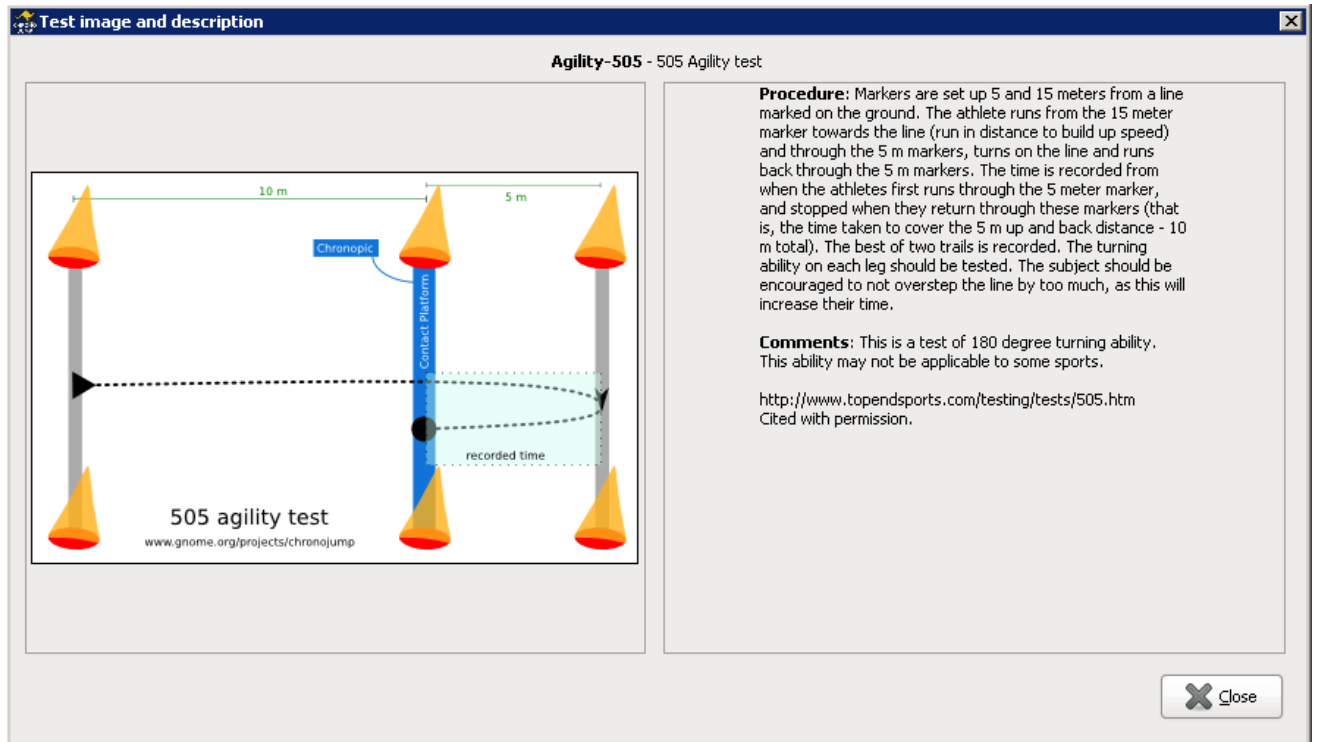 Test image and description
Agility-505 - 505 Agility test
10 m
5 m
Chronopic
Contact Platform
recorded time
505 agility test
www.gnome.org/projects/chronojump
Procedure: Markers are set up 5 and 15 meters from a line
marked on the ground. The athlete runs from the 15 meter
marker towards the line (run in distance to build up speed)
and through the 5 m markers, turns on the line and runs
back through the 5 m markers. The time is recorded from
when the athletes first runs through the 5 meter marker,
and stopped when they return through these markers (that
is, the time taken to cover the 5 m up and back distance - 10
m total). The best of two trails is recorded. The turning
ability on each leg should be tested. The subject should be
encouraged to not overstep the line by too much, as this will
increase their time.
Comments: This is a test of 180 degree turning ability.
This ability may not be applicable to some sports.
http://www.topendsports.com/testing/tests/505.htm
Cited with permission.
Close